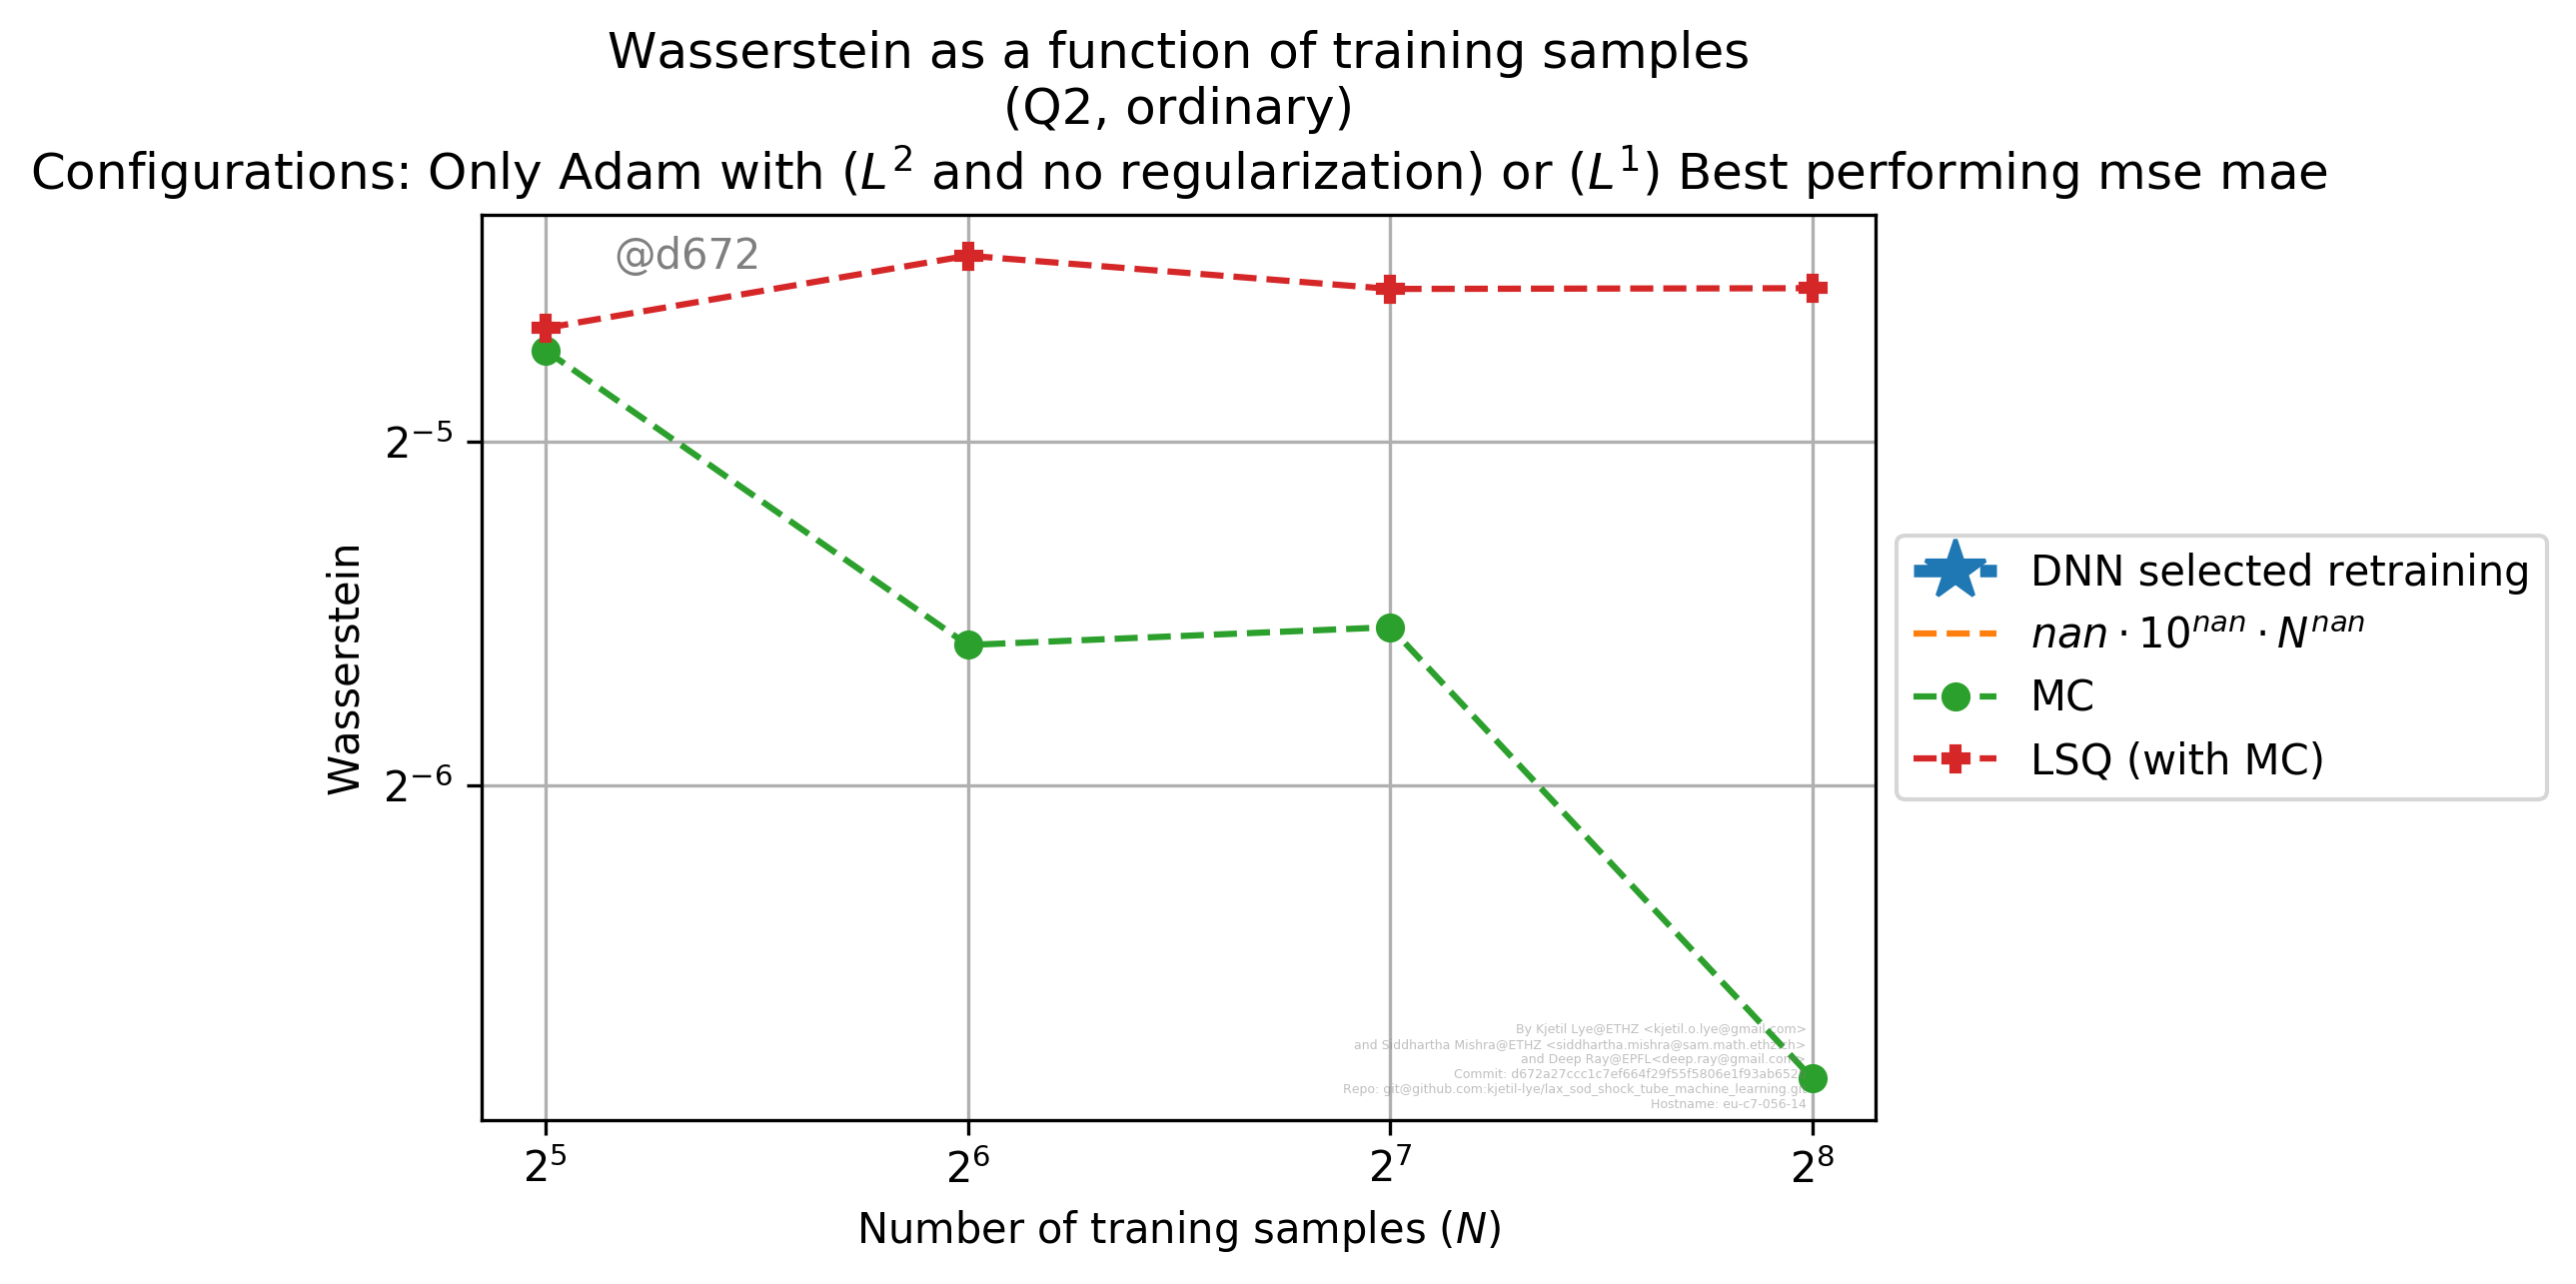 Wasserstein as a function of training samples
(Q2, ordinary)
Configurations: Only Adam with (L² and no regularization) or (L¹) Best performing mse mae
@d672
2⁻⁵
2⁻⁶
Wasserstein
DNN selected retraining
nan · 10ⁿᵃⁿ · Nⁿᵃⁿ
MC
LSQ (with MC)
By Kjetil Lye@ETHZ <kjetil.o.lye@gmail.com>
and Siddhartha Mishra@ETHZ <siddhartha.mishra@sam.math.ethz.ch>
and Deep Ray@EPFL<deep.ray@gmail.com>
Commit:
Repo: git@github.com:kjetil-lye/lax_sod_shock_tube_machine_learning.git
Hostname: eu-c7-056-14
2⁵ 2⁶ 2⁷ 2⁸
Number of traning samples (N)